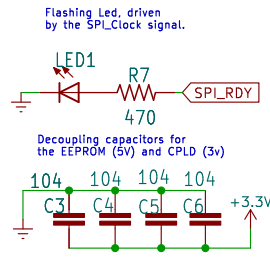 Flashing Led, driven
by the SPI_Clock signal.
LED1
R7
SPI_RDY
470
Decoupling capacitors for
the EEPROM (5V) and CPLD (3v)
104 104 104 104
C3 C4 C5 C6
+3.3V